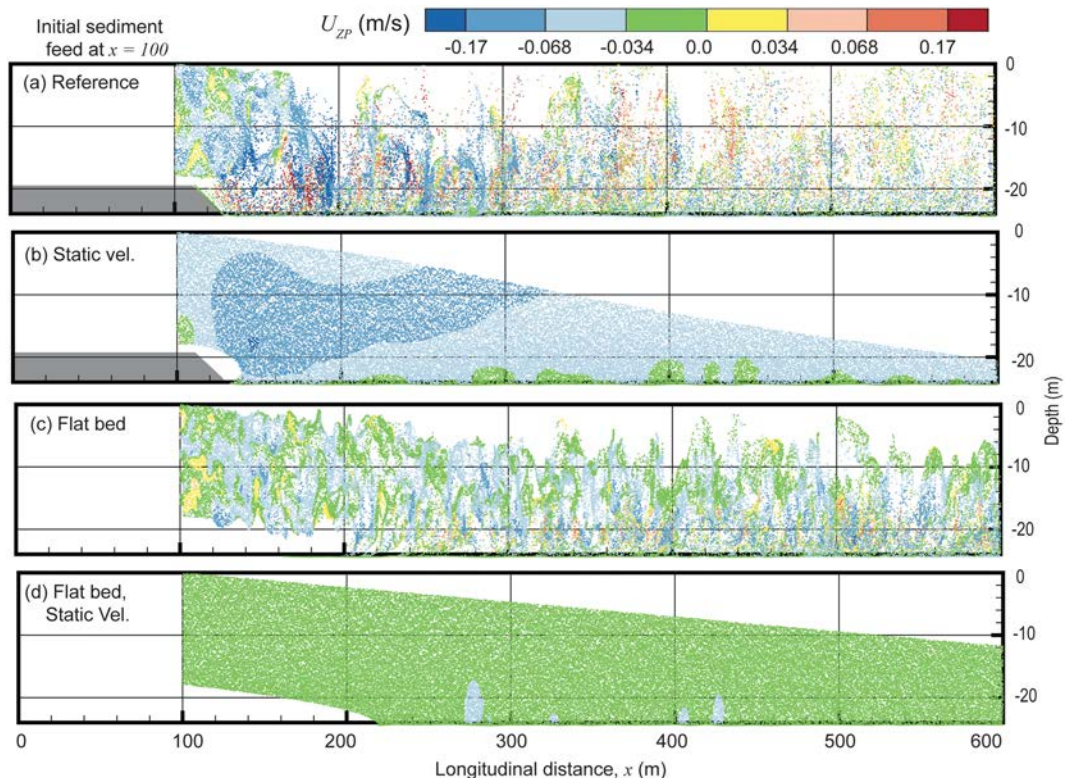 Initial sediment
feed at x = 100
U_ZP (m/s)
-0.17 -0.068 -0.034 0.0 0.034 0.068 0.17
(a) Reference
0
-10
-20
(b) Static vel.
0
-10
-20
(c) Flat bed
0
-10
-20
Depth (m)
(d) Flat bed,
Static Vel.
0
-10
-20
0 100 200 300 400 500 600
Longitudinal distance, x (m)